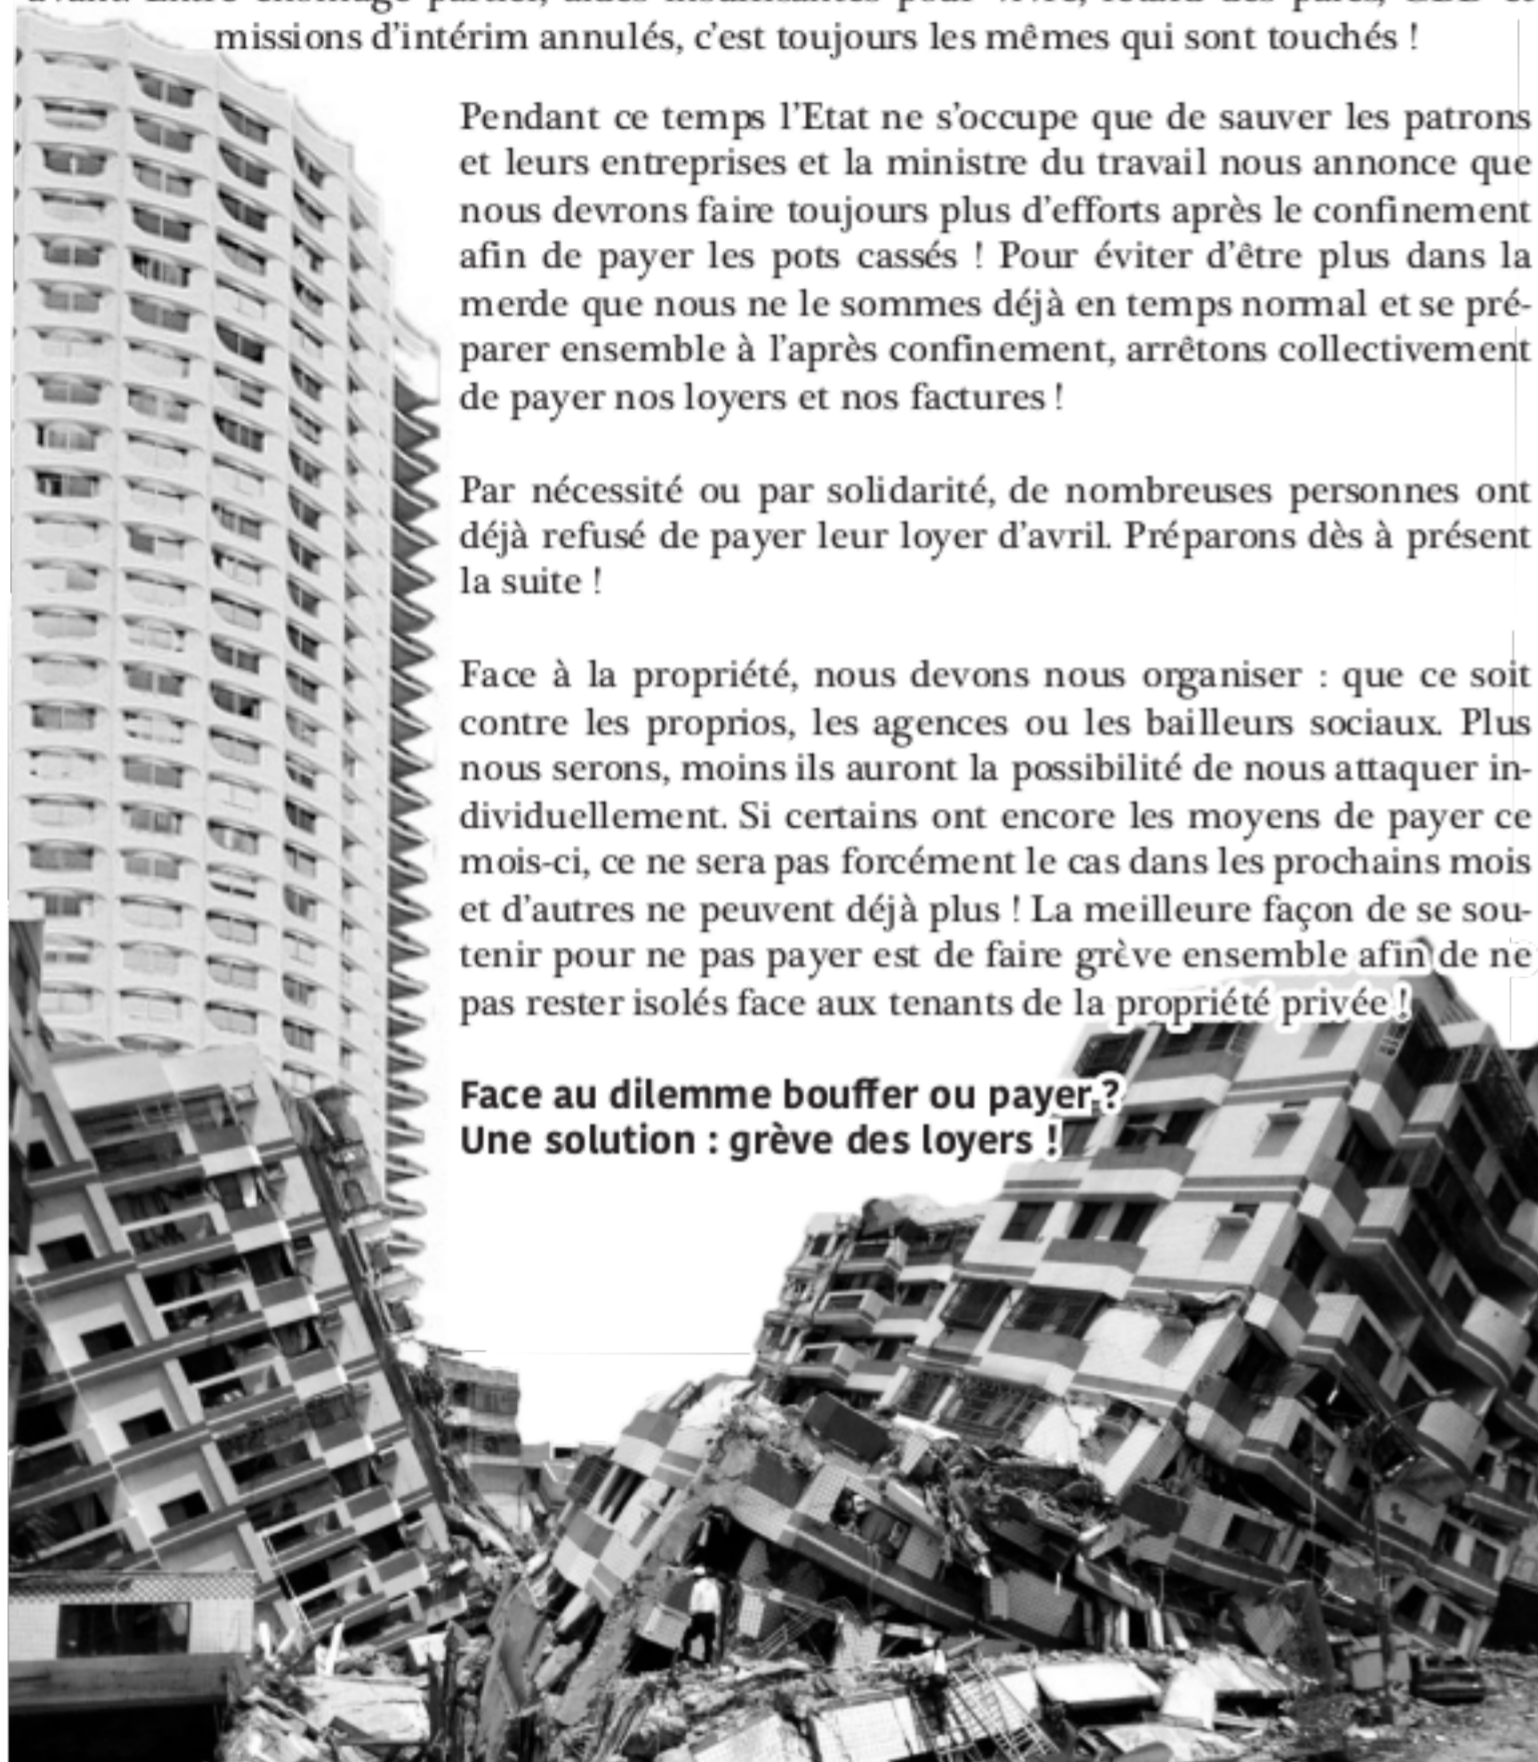 missions d'intérim annulés, c'est toujours les mêmes qui sont touchés !
Pendant ce temps l'Etat ne s'occupe que de sauver les patrons
et leurs entreprises et la ministre du travail nous annonce que
nous devrons faire toujours plus d'efforts après le confinement
afin de payer les pots cassés ! Pour éviter d'être plus dans la
merde que nous ne le sommes déjà en temps normal et se pré-
parer ensemble à l'après confinement, arrêtons collectivement
de payer nos loyers et nos factures !
Par nécessité ou par solidarité, de nombreuses personnes ont
déjà refusé de payer leur loyer d'avril. Préparons dès à présent
la suite !
Face à la propriété, nous devons nous organiser : que ce soit
contre les proprios, les agences ou les bailleurs sociaux. Plus
nous serons, moins ils auront la possibilité de nous attaquer in-
dividuellement. Si certains ont encore les moyens de payer ce
mois-ci, ce ne sera pas forcément le cas dans les prochains mois
et d'autres ne peuvent déjà plus ! La meilleure façon de se sou-
tenir pour ne pas payer est de faire grève ensemble afin de ne
pas rester isolés face aux tenants de la propriété privée !
Face au dilemme bouffer ou payer ?
Une solution : grève des loyers !